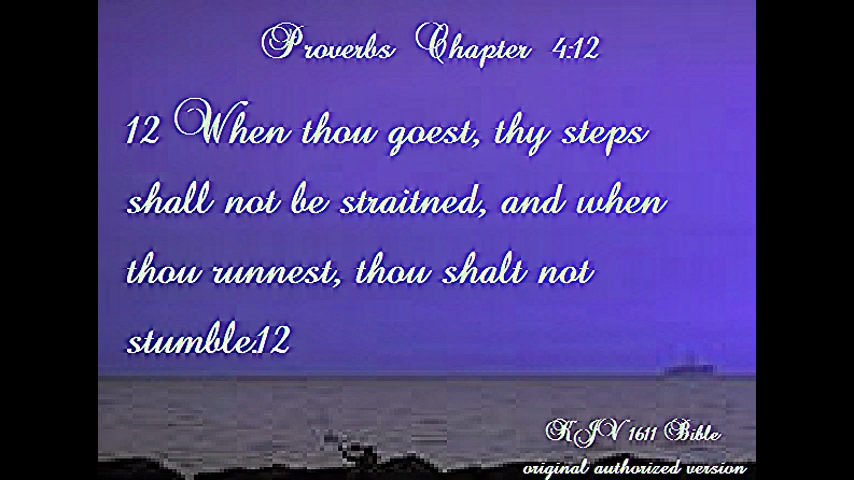 Proverbs Chapter 4:12
12 When thou goest, thy steps
shall not be straitned, and when
thou runnest, thou shalt not
stumble.12
KJV 1611 Bible
original authorized version